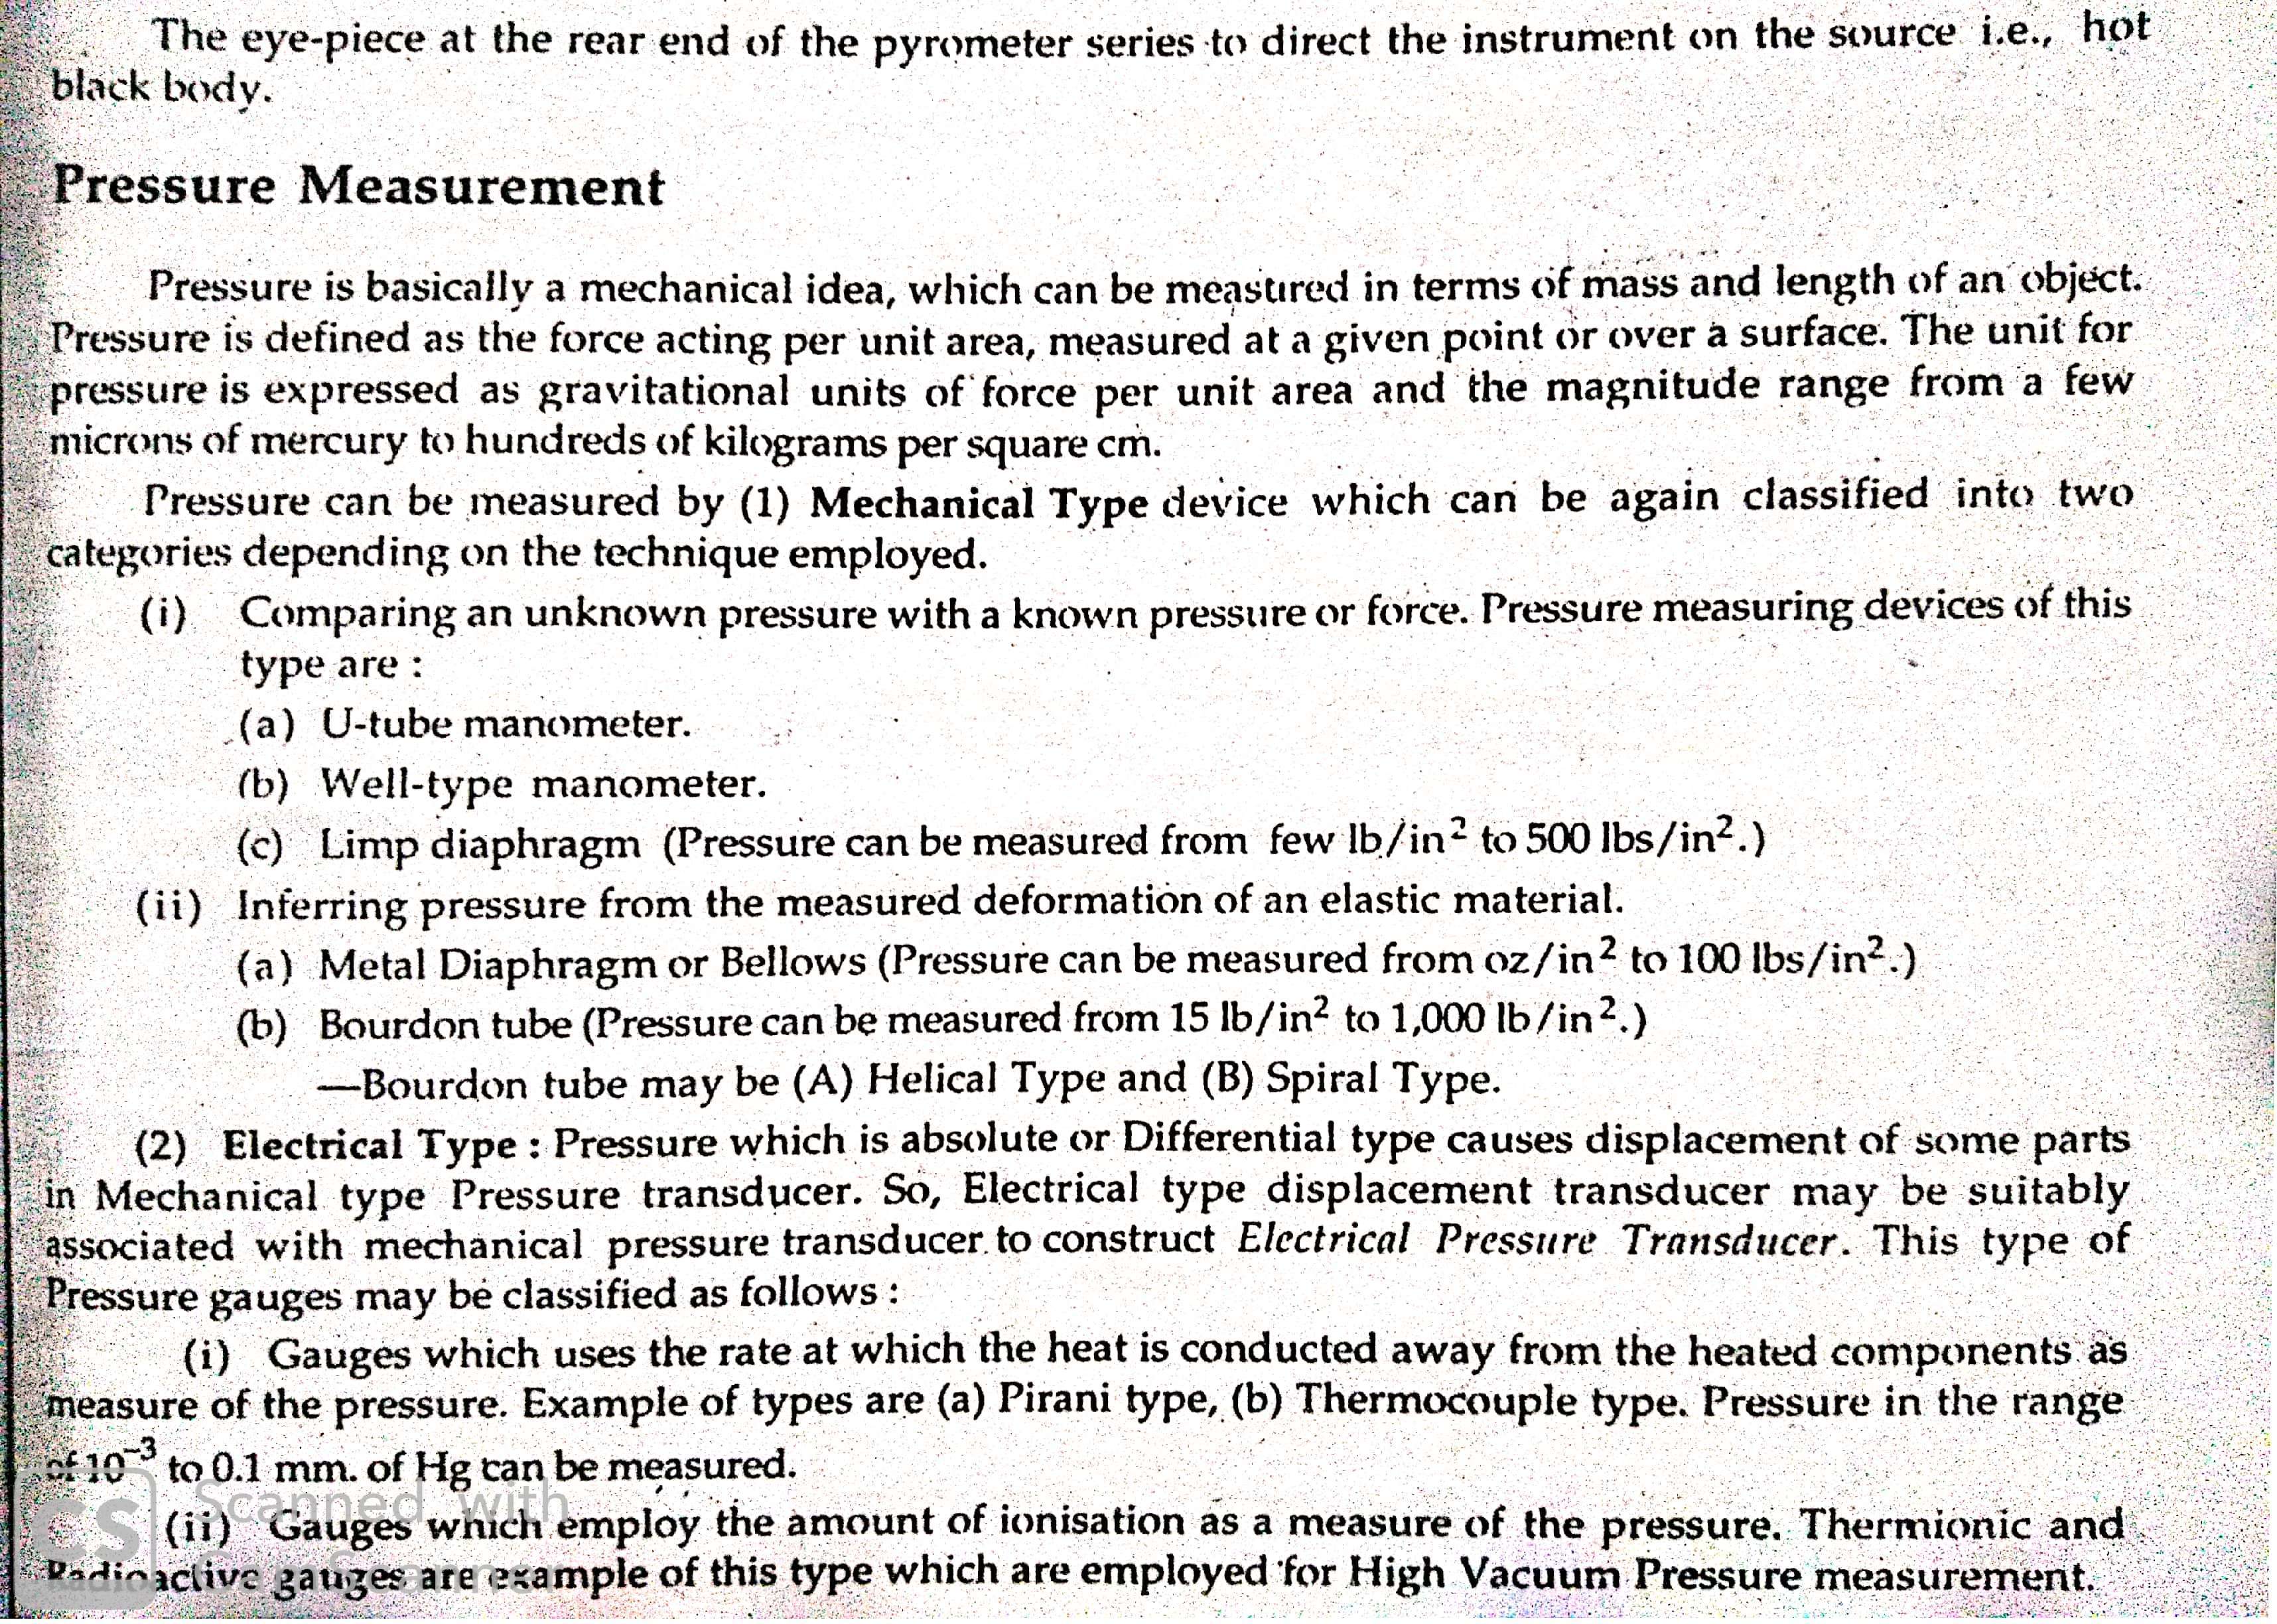 The eye-piece at the rear end of the pyrometer series to direct the instrument on the source i.e., hot
black body.
Pressure Measurement
Pressure is basically a mechanical idea, which can be measured in terms of mass and length of an object.
Pressure is defined as the force acting per unit area, measured at a given point or over a surface. The unit for
pressure is expressed as gravitational units of force per unit area and the magnitude range from a few
microns of mercury to hundreds of kilograms per square cm.
Pressure can be measured by (1) Mechanical Type device which can be again classified into two
categories depending on the technique employed.
(i) Comparing an unknown pressure with a known pressure or force. Pressure measuring devices of this
type are :
(a) U-tube manometer.
(b) Well-type manometer.
(c) Limp diaphragm (Pressure can be measured from few lb/in² to 500 lbs/in².)
(ii) Inferring pressure from the measured deformation of an elastic material.
(a) Metal Diaphragm or Bellows (Pressure can be measured from oz/in² to 100 lbs/in².)
(b) Bourdon tube (Pressure can be measured from 15 lb/in² to 1,000 lb/in².)
—Bourdon tube may be (A) Helical Type and (B) Spiral Type.
(2) Electrical Type : Pressure which is absolute or Differential type causes displacement of some parts
in Mechanical type Pressure transducer. So, Electrical type displacement transducer may be suitably
associated with mechanical pressure transducer to construct Electrical Pressure Transducer. This type of
Pressure gauges may be classified as follows :
(i) Gauges which uses the rate at which the heat is conducted away from the heated components as
measure of the pressure. Example of types are (a) Pirani type, (b) Thermocouple type. Pressure in the range
of 10⁻³ to 0.1 mm. of Hg can be measured.
(ii) Gauges which employ the amount of ionisation as a measure of the pressure. Thermionic and
Radioactive gauges are example of this type which are employed for High Vacuum Pressure measurement.
CS Scanned with
CamScanner